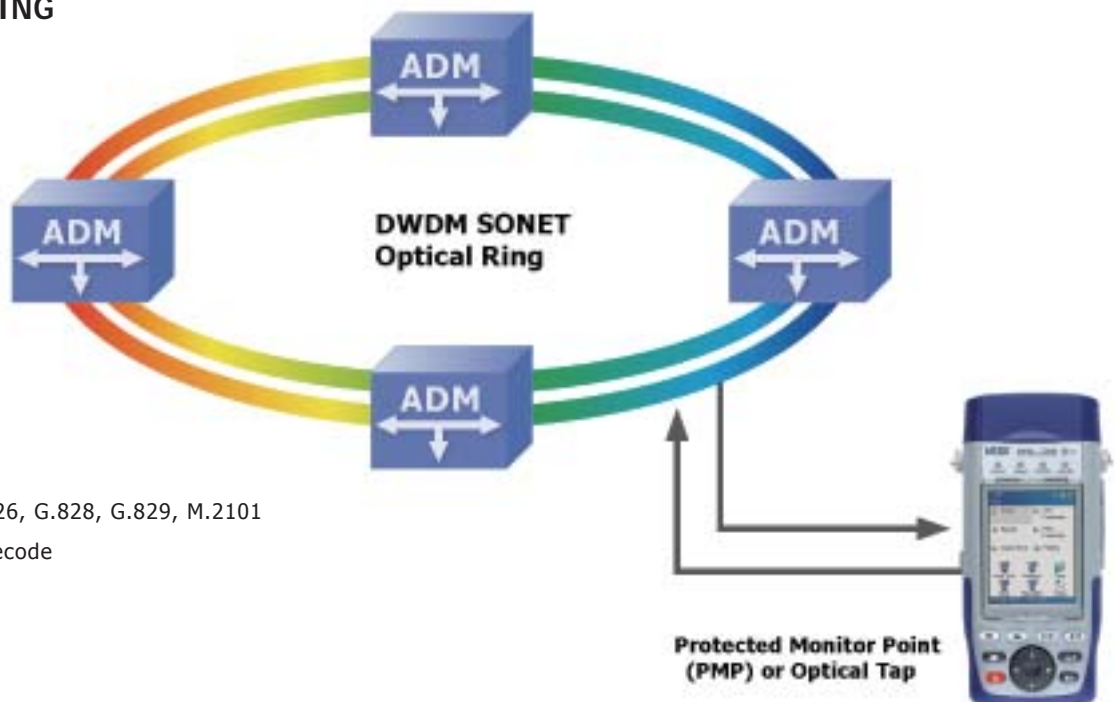 ING
ADM
DWDM SONET
Optical Ring
ADM
ADM
ADM
26, G.828, G.829, M.2101
ecode
Protected Monitor Point
(PMP) or Optical Tap